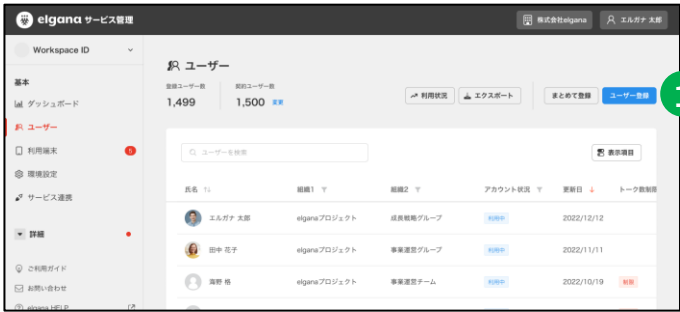 elgana サービス管理
株式会社elgana
エルガナ 太郎
Workspace ID
基本
ダッシュボード
ユーザー
利用端末
5
環境設定
サービス連携
詳細
ご利用ガイド
お問い合わせ
elgana HELP
ユーザー
登録ユーザー数
契約ユーザー数
1,499
1,500 変更
利用状況
エクスポート
まとめて登録
ユーザー登録
ユーザーを検索
表示項目
氏名 組織1 組織2 アカウント状況 更新日 トーク数制限
エルガナ 太郎 elganaプロジェクト 成長戦略グループ 利用中 2022/12/12
田中 花子 elganaプロジェクト 事業運営グループ 利用中 2022/11/11
海野 格 elganaプロジェクト 事業運営チーム 利用中 2022/10/19 制限